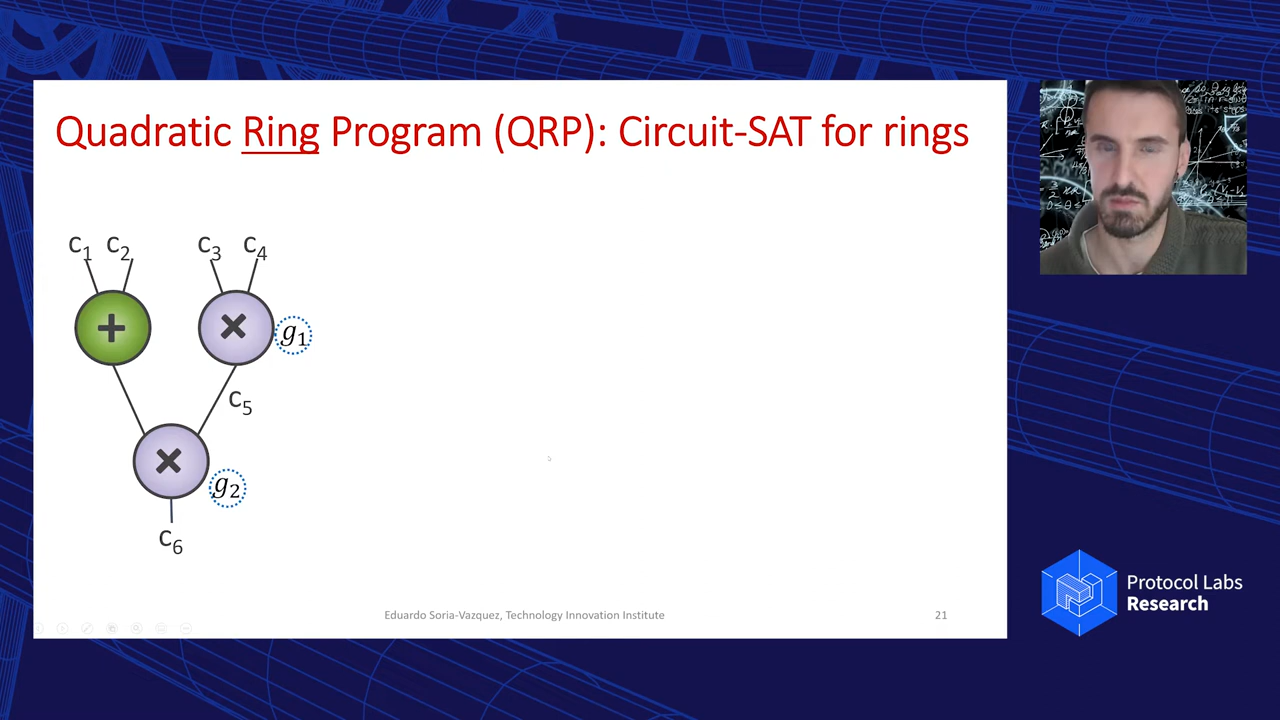 Quadratic Ring Program (QRP): Circuit-SAT for rings
c₁ c₂ c₃ c₄
+ × g₁
c₅
× g₂
c₆
Eduardo Soria-Vazquez, Technology Innovation Institute 21
Protocol Labs
Research